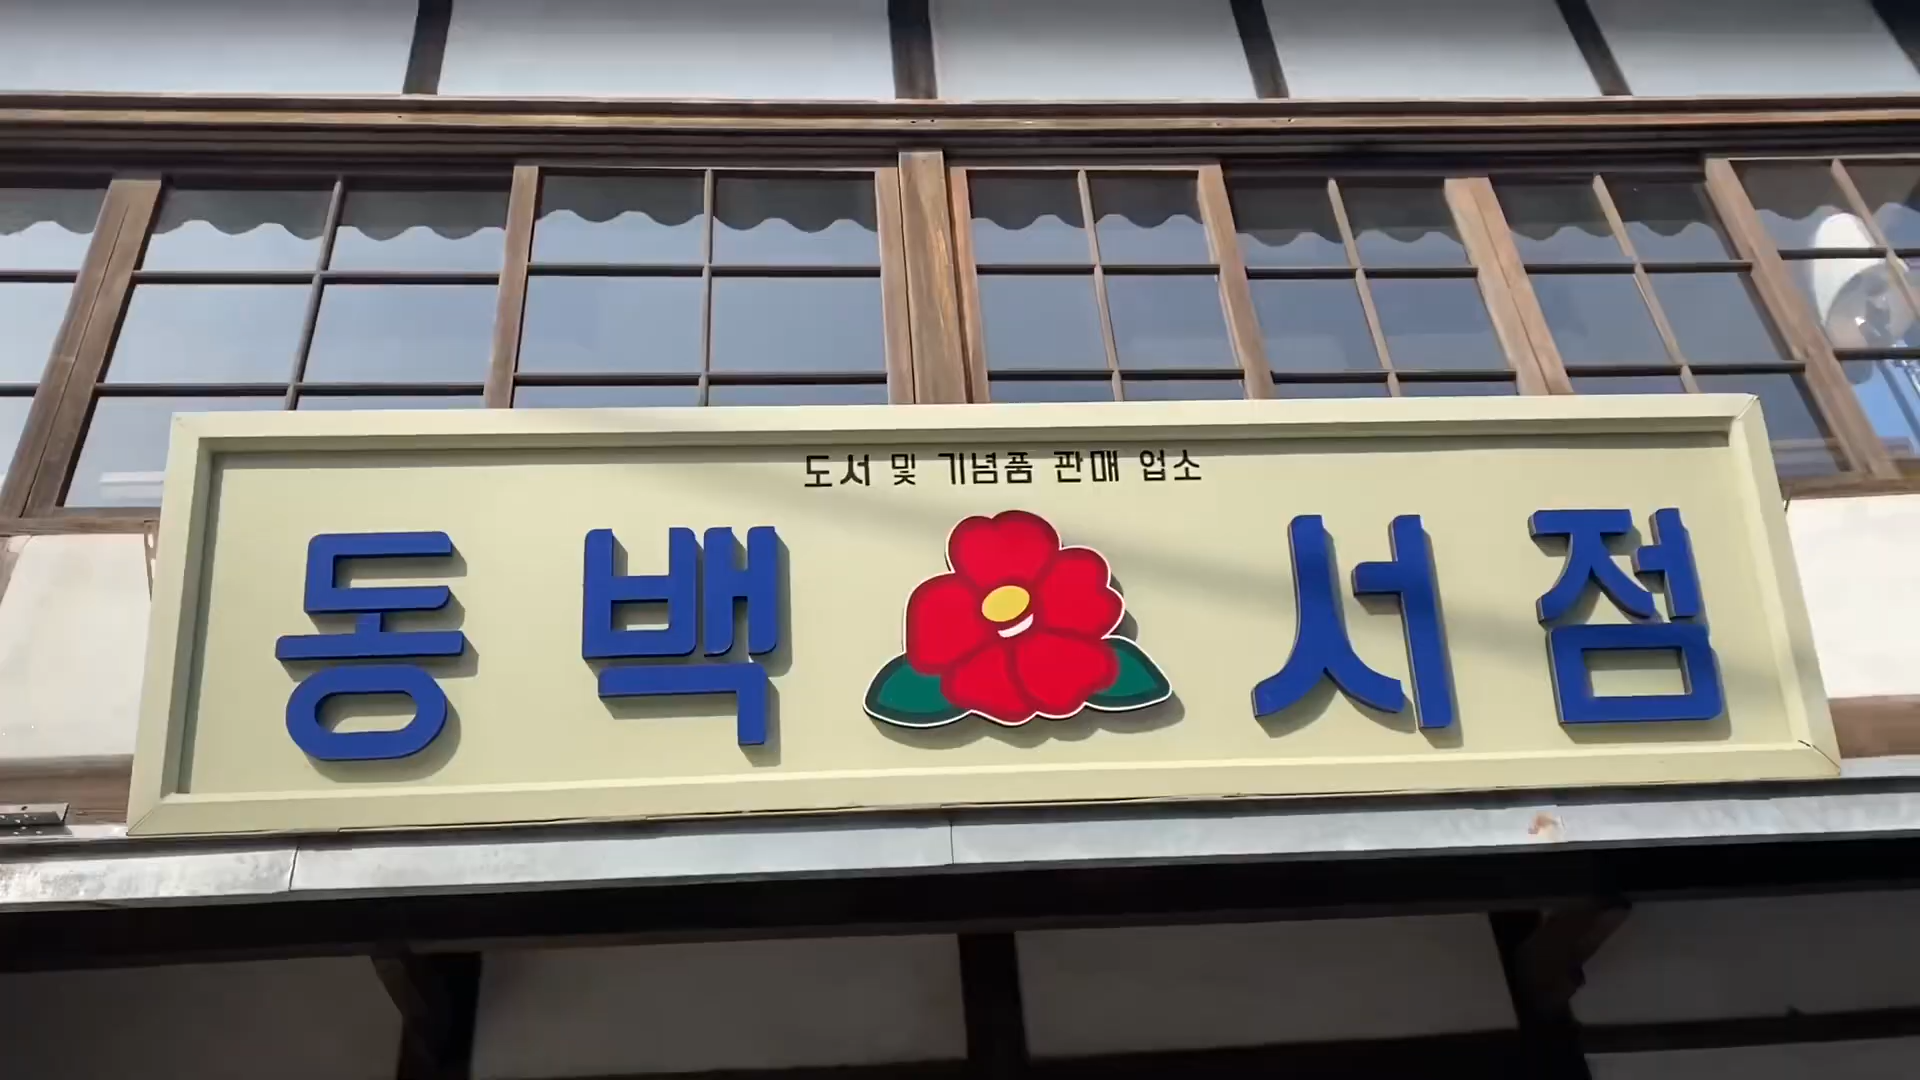 도서 및 기념품 판매 업소
동백 서점